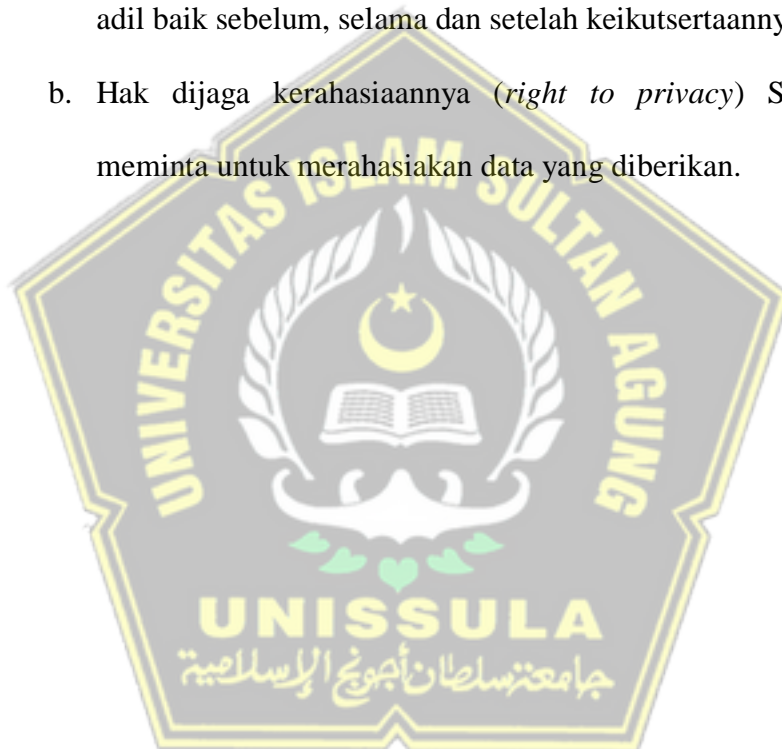 adil baik sebelum, selama dan setelah keikutsertaanny
b. Hak dijaga kerahasiaannya (right to privacy) S
meminta untuk merahasiakan data yang diberikan.
UNIVERSITAS ISLAM SULTAN AGUNG
UNISSULA
جامعة سلطان أجونج الإسلامية